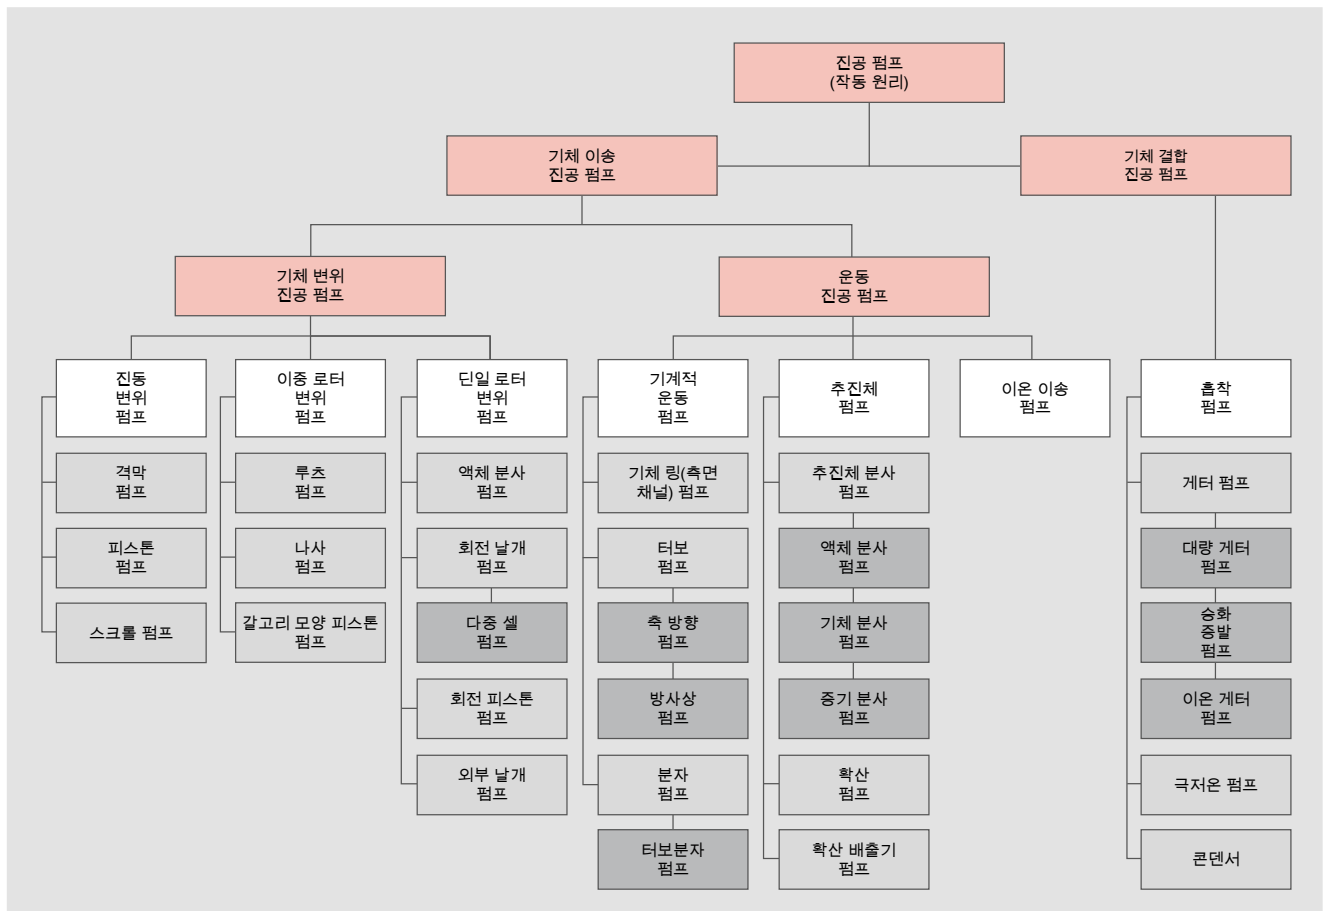 진공 펌프
(작동 원리)
기체 이송
진공 펌프
기체 결합
진공 펌프
기체 변위
진공 펌프
운동
진공 펌프
진동
변위
펌프
이중 로터
변위
펌프
딘일 로터
변위
펌프
기계적
운동
펌프
추진체
펌프
이온 이송
펌프
흡착
펌프
격막
펌프
루츠
펌프
액체 분사
펌프
기체 링(측면
채널) 펌프
추진체 분사
펌프
게터 펌프
피스톤
펌프
나사
펌프
회전 날개
펌프
터보
펌프
액체 분사
펌프
대량 게터
펌프
스크롤 펌프
갈고리 모양 피스톤
펌프
다중 셀
펌프
축 방향
펌프
기체 분사
펌프
승화
증발
펌프
회전 피스톤
펌프
방사상
펌프
증기 분사
펌프
이온 게터
펌프
외부 날개
펌프
분자
펌프
확산
펌프
극저온 펌프
터보분자
펌프
확산 배출기
펌프
콘덴서